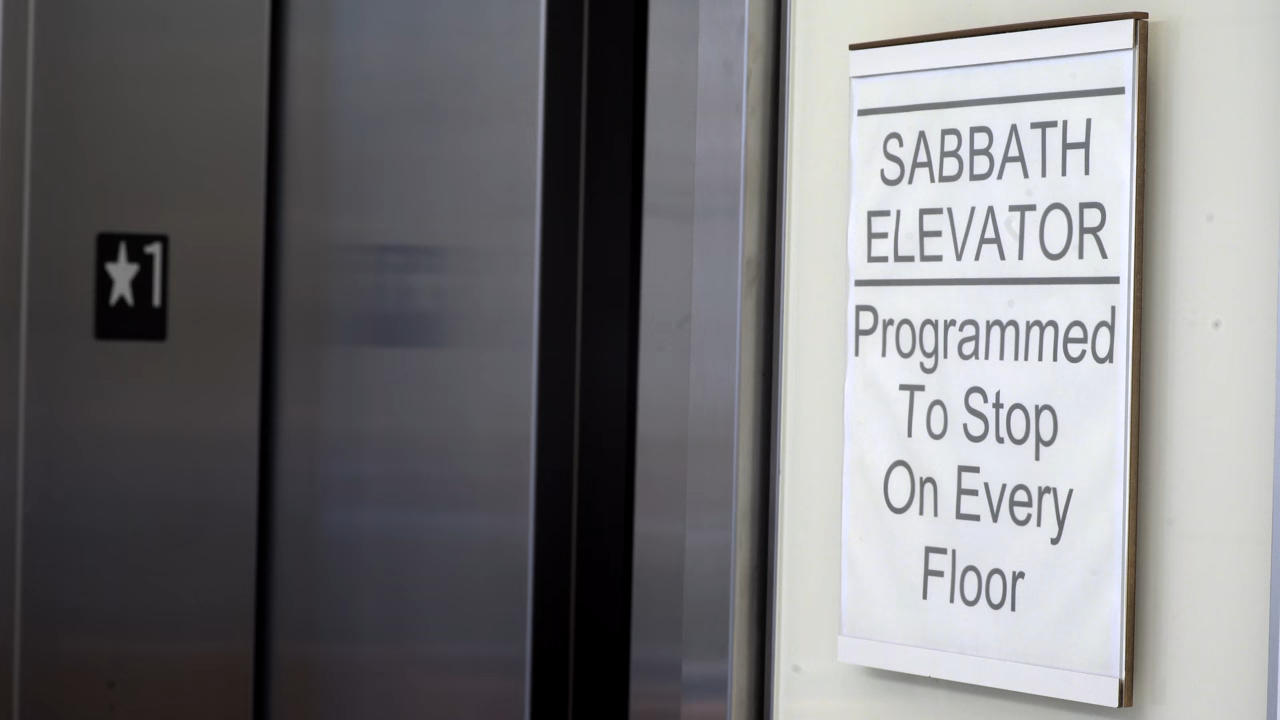 ★1
SABBATH
ELEVATOR
Programmed
To Stop
On Every
Floor